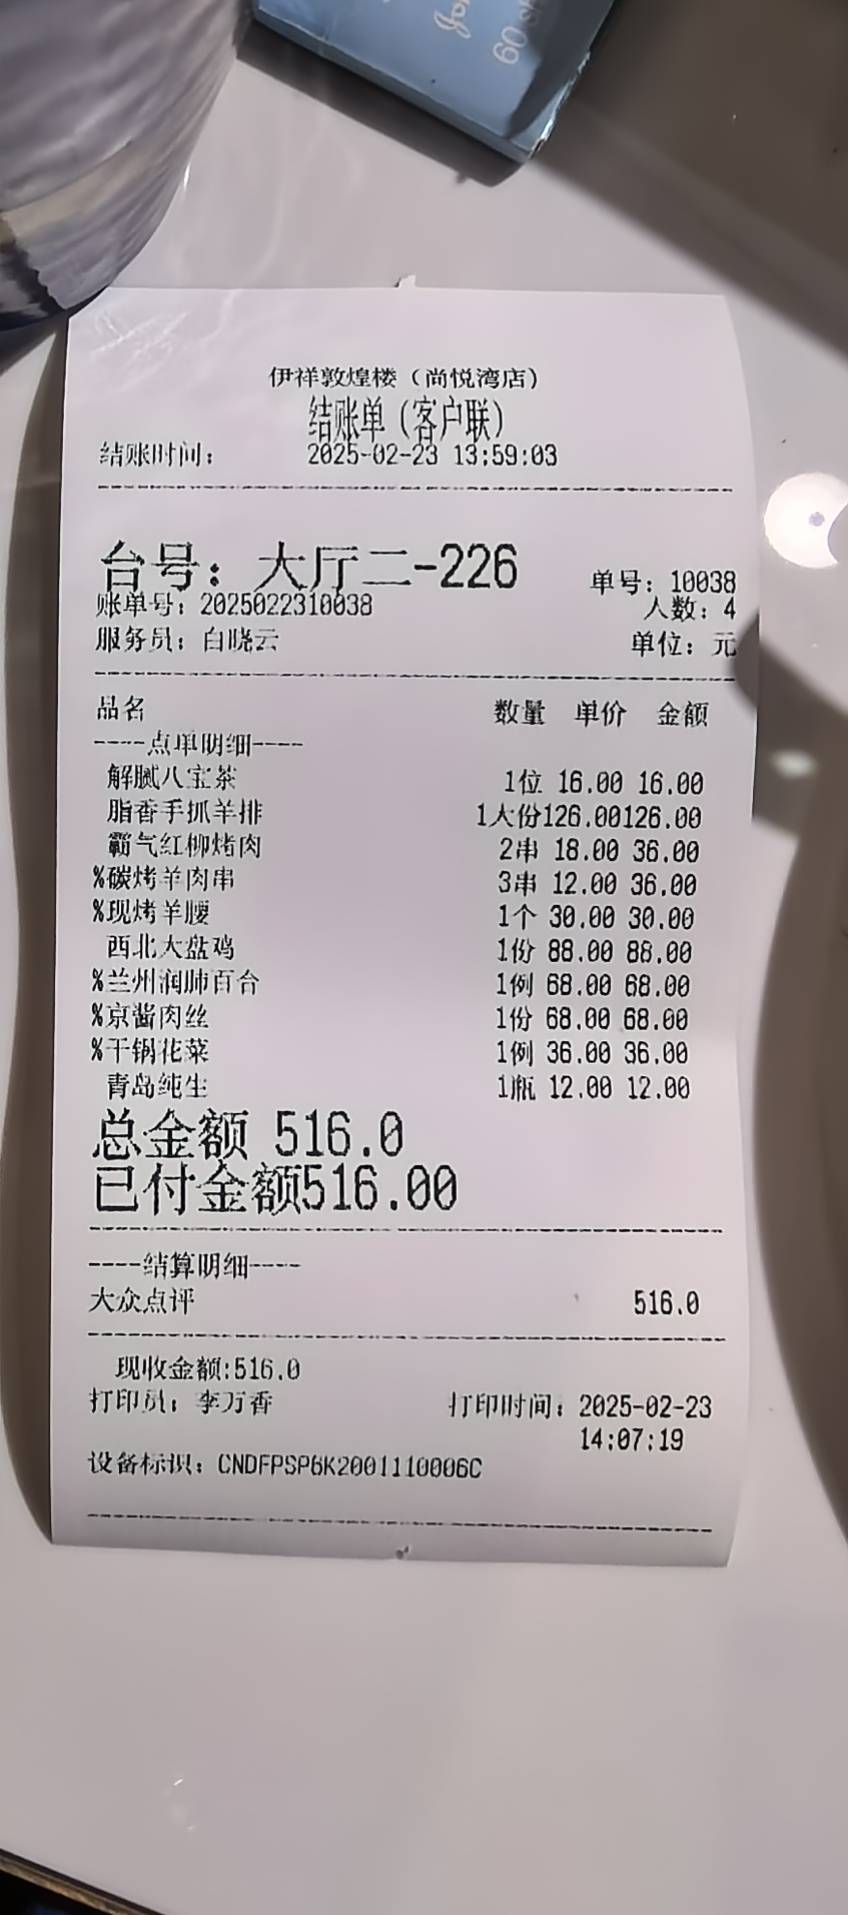 60 s
伊祥敦煌楼（尚悦湾店）
结账单（客户联）
结账时间： 2025-02-23 13:59:03
台号：大厅二-226 单号：10038
账单号：2025022310038 人数：4
服务员：白晓云 单位：元
品名 数量 单价 金额
----点单明细----
解腻八宝茶 1位 16.00 16.00
脂香手抓羊排 1大份126.00126.00
霸气红柳烤肉 2串 18.00 36.00
%碳烤羊肉串 3串 12.00 36.00
%现烤羊腰 1个 30.00 30.00
西北大盘鸡 1份 88.00 88.00
%兰州润肺百合 1例 68.00 68.00
%京酱肉丝 1份 68.00 68.00
%干锅花菜 1例 36.00 36.00
青岛纯生 1瓶 12.00 12.00
总金额 516.0
已付金额516.00
----结算明细----
大众点评 516.0
现收金额:516.0
打印员：李万香 打印时间：2025-02-23
14:07:19
设备标识：CNDFPSP6K2001110006C